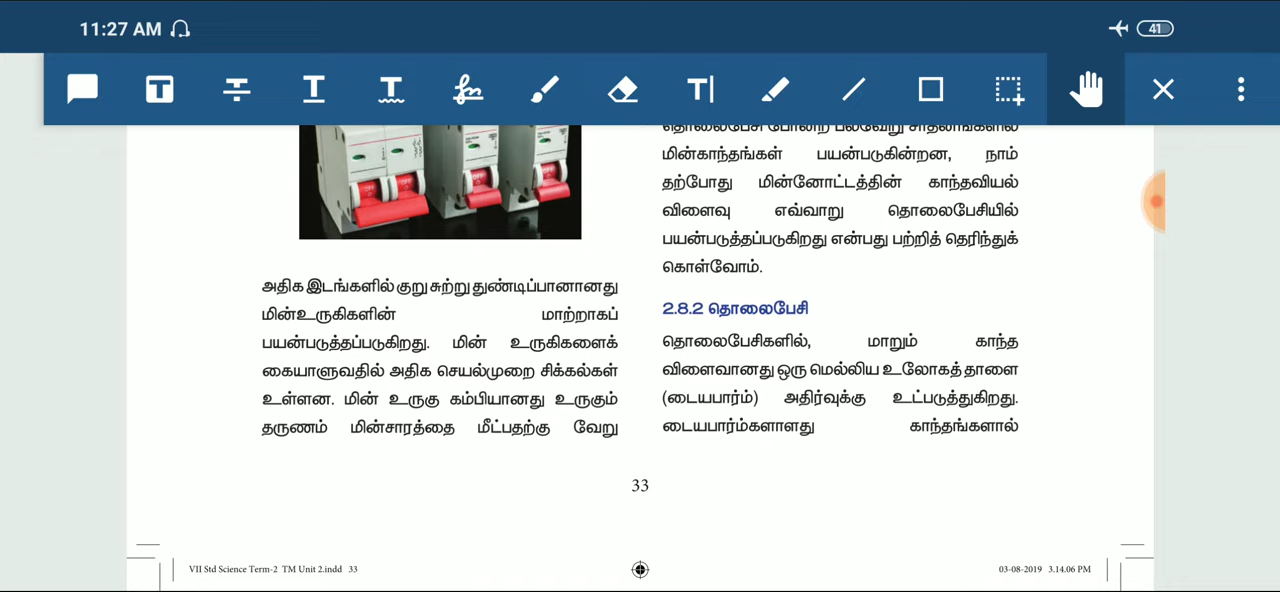 11:27 AM
41
அதிக இடங்களில் குறு சுற்று துண்டிப்பானானது
மின்உருகிகளின் மாற்றாகப்
பயன்படுத்தப்படுகிறது. மின் உருகிகளைக்
கையாளுவதில் அதிக செயல்முறை சிக்கல்கள்
உள்ளன. மின் உருகு கம்பியானது உருகும்
தருணம் மின்சாரத்தை மீட்பதற்கு வேறு
தொலைபேசி போன்ற பல்வேறு சாதனங்களில்
மின்காந்தங்கள் பயன்படுகின்றன, நாம்
தற்போது மின்னோட்டத்தின் காந்தவியல்
விளைவு எவ்வாறு தொலைபேசியில்
பயன்படுத்தப்படுகிறது என்பது பற்றித் தெரிந்துக்
கொள்வோம்.
2.8.2 தொலைபேசி
தொலைபேசிகளில், மாறும் காந்த
விளைவானது ஒரு மெல்லிய உலோகத் தாளை
(டையபார்ம்) அதிர்வுக்கு உட்படுத்துகிறது.
டையபார்ம்களாளது காந்தங்களால்
33
VII Std Science Term-2 TM Unit 2.indd 33
03-08-2019 3.14.06 PM